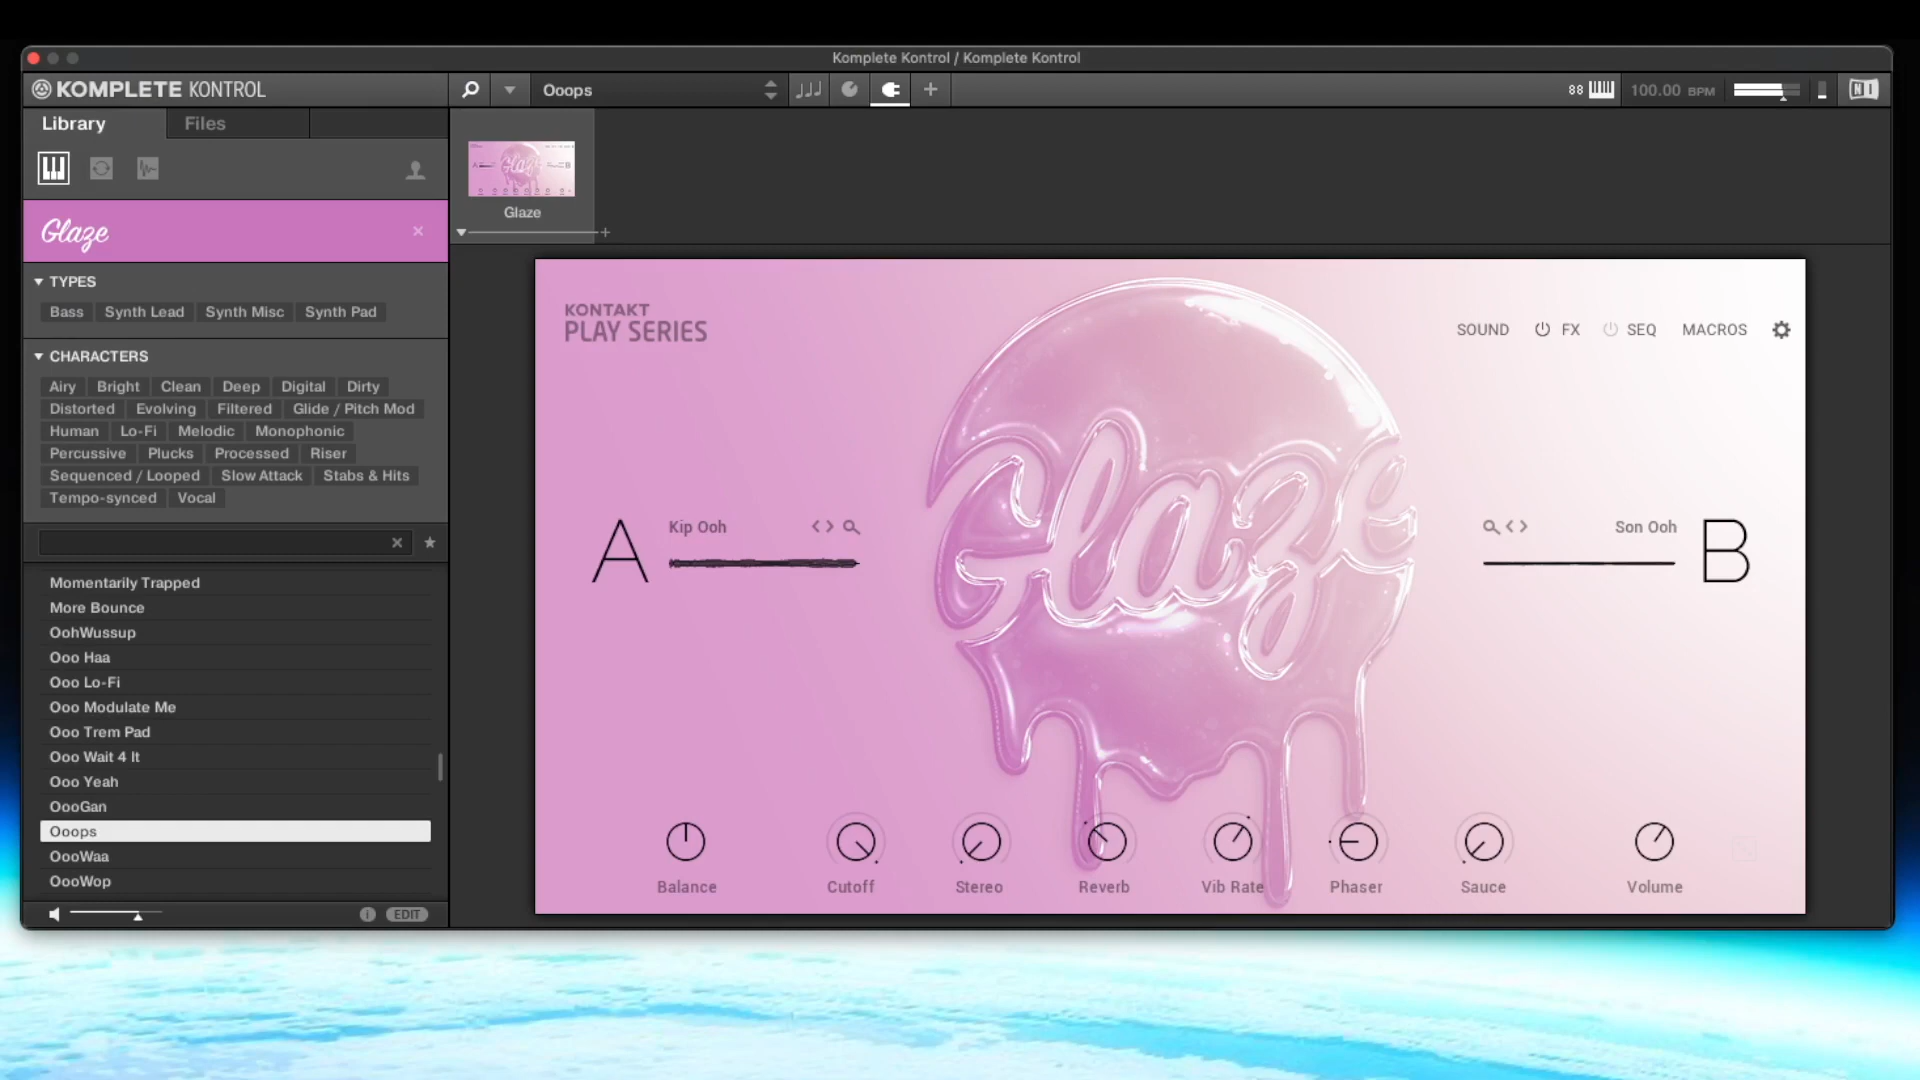 Komplete Kontrol / Komplete Kontrol
KOMPLETE KONTROL
Ooops
88
100.00 BPM
Library
Files
Glaze
Glaze
TYPES
Bass Synth Lead Synth Misc Synth Pad
CHARACTERS
Airy Bright Clean Deep Digital Dirty
Distorted Evolving Filtered Glide / Pitch Mod
Human Lo-Fi Melodic Monophonic
Percussive Plucks Processed Riser
Sequenced / Looped Slow Attack Stabs & Hits
Tempo-synced Vocal
Momentarily Trapped
More Bounce
OohWussup
Ooo Haa
Ooo Lo-Fi
Ooo Modulate Me
Ooo Trem Pad
Ooo Wait 4 It
Ooo Yeah
OooGan
Ooops
OooWaa
OooWop
EDIT
KONTAKT
PLAY SERIES
SOUND FX SEQ MACROS
Glaze
A Kip Ooh
Son Ooh B
Balance Cutoff Stereo Reverb Vib Rate Phaser Sauce Volume